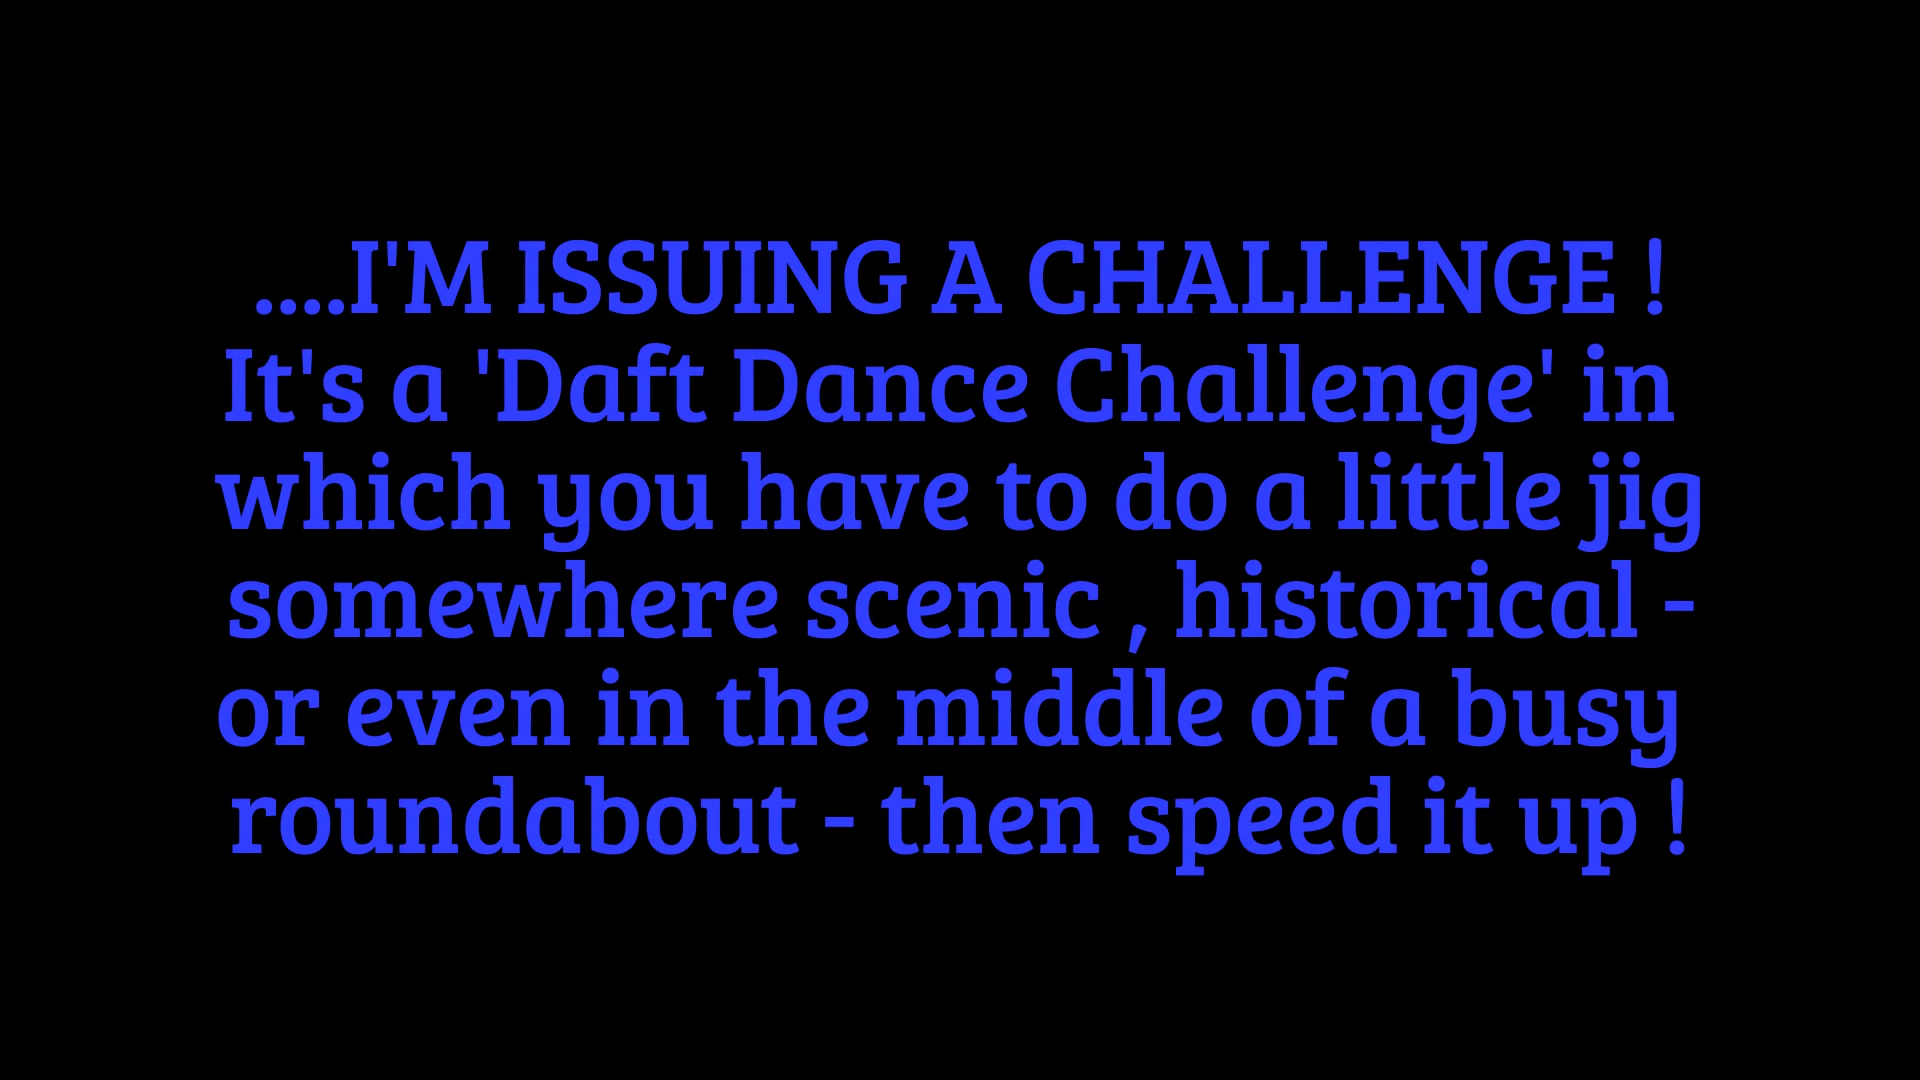 ....I'M ISSUING A CHALLENGE !
It's a 'Daft Dance Challenge' in
which you have to do a little jig
somewhere scenic , historical -
or even in the middle of a busy
roundabout - then speed it up !